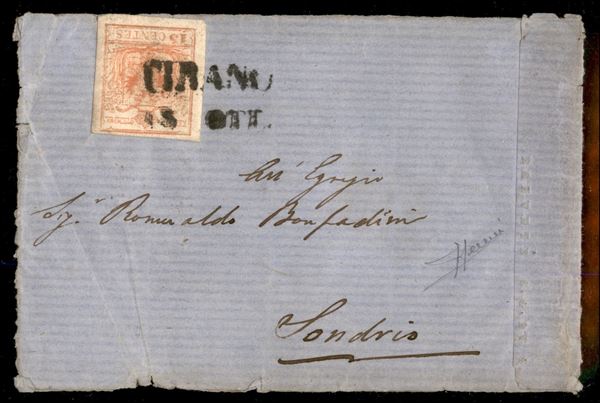 15 CENTES
TIRANO
18 OTT.
All' Egregio
Sig.r Romualdo Bonfadini
Sondrio